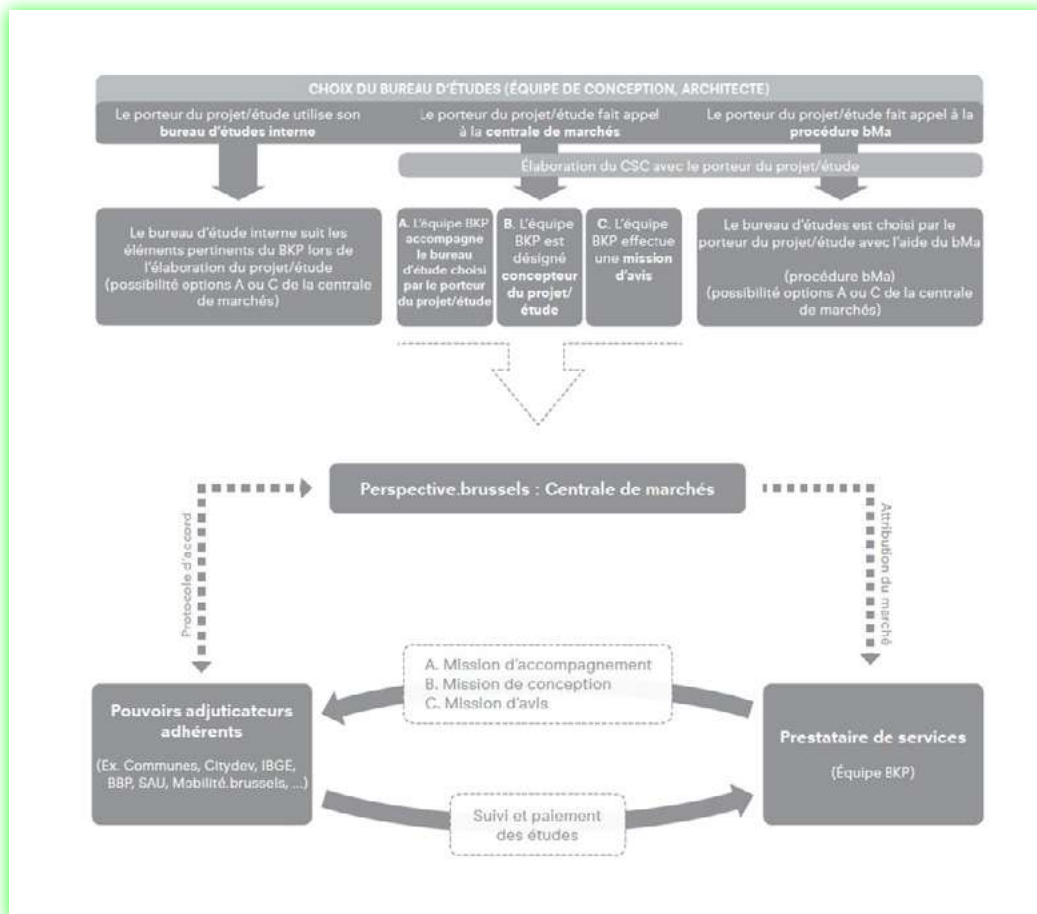 CHOIX DU BUREAU D'ÉTUDES (ÉQUIPE DE CONCEPTION, ARCHITECTE)
Le porteur du projet/étude utilise son
bureau d'études interne
Le porteur du projet/étude fait appel
à la centrale de marchés
Le porteur du projet/étude fait appel à la
procédure bMa
Élaboration du CSC avec le porteur du projet/étude
Le bureau d'étude interne suit les
éléments pertinents du BKP lors de
l'élaboration du projet/étude
(possibilité options A ou C de la centrale
de marchés)
A. L'équipe BKP
accompagne
le bureau
d'étude choisi
par le porteur
du projet/étude
B. L'équipe
BKP est
désigné
concepteur
du projet/
étude
C. L'équipe
BKP effectue
une mission
d'avis
Le bureau d'études est choisi par le
porteur du projet/étude avec l'aide du bMa
(procédure bMa)
(possibilité options A ou C de la centrale
de marchés)
Perspective.brussels : Centrale de marchés
Protocole d'accord
Attribution du
marché
A. Mission d'accompagnement
B. Mission de conception
C. Mission d'avis
Pouvoirs adjuticateurs
adhérents
(Ex. Communes, Citydev, IBGE,
BBP, SAU, Mobilité.brussels, ...)
Prestataire de services
(Équipe BKP)
Suivi et paiement
des études